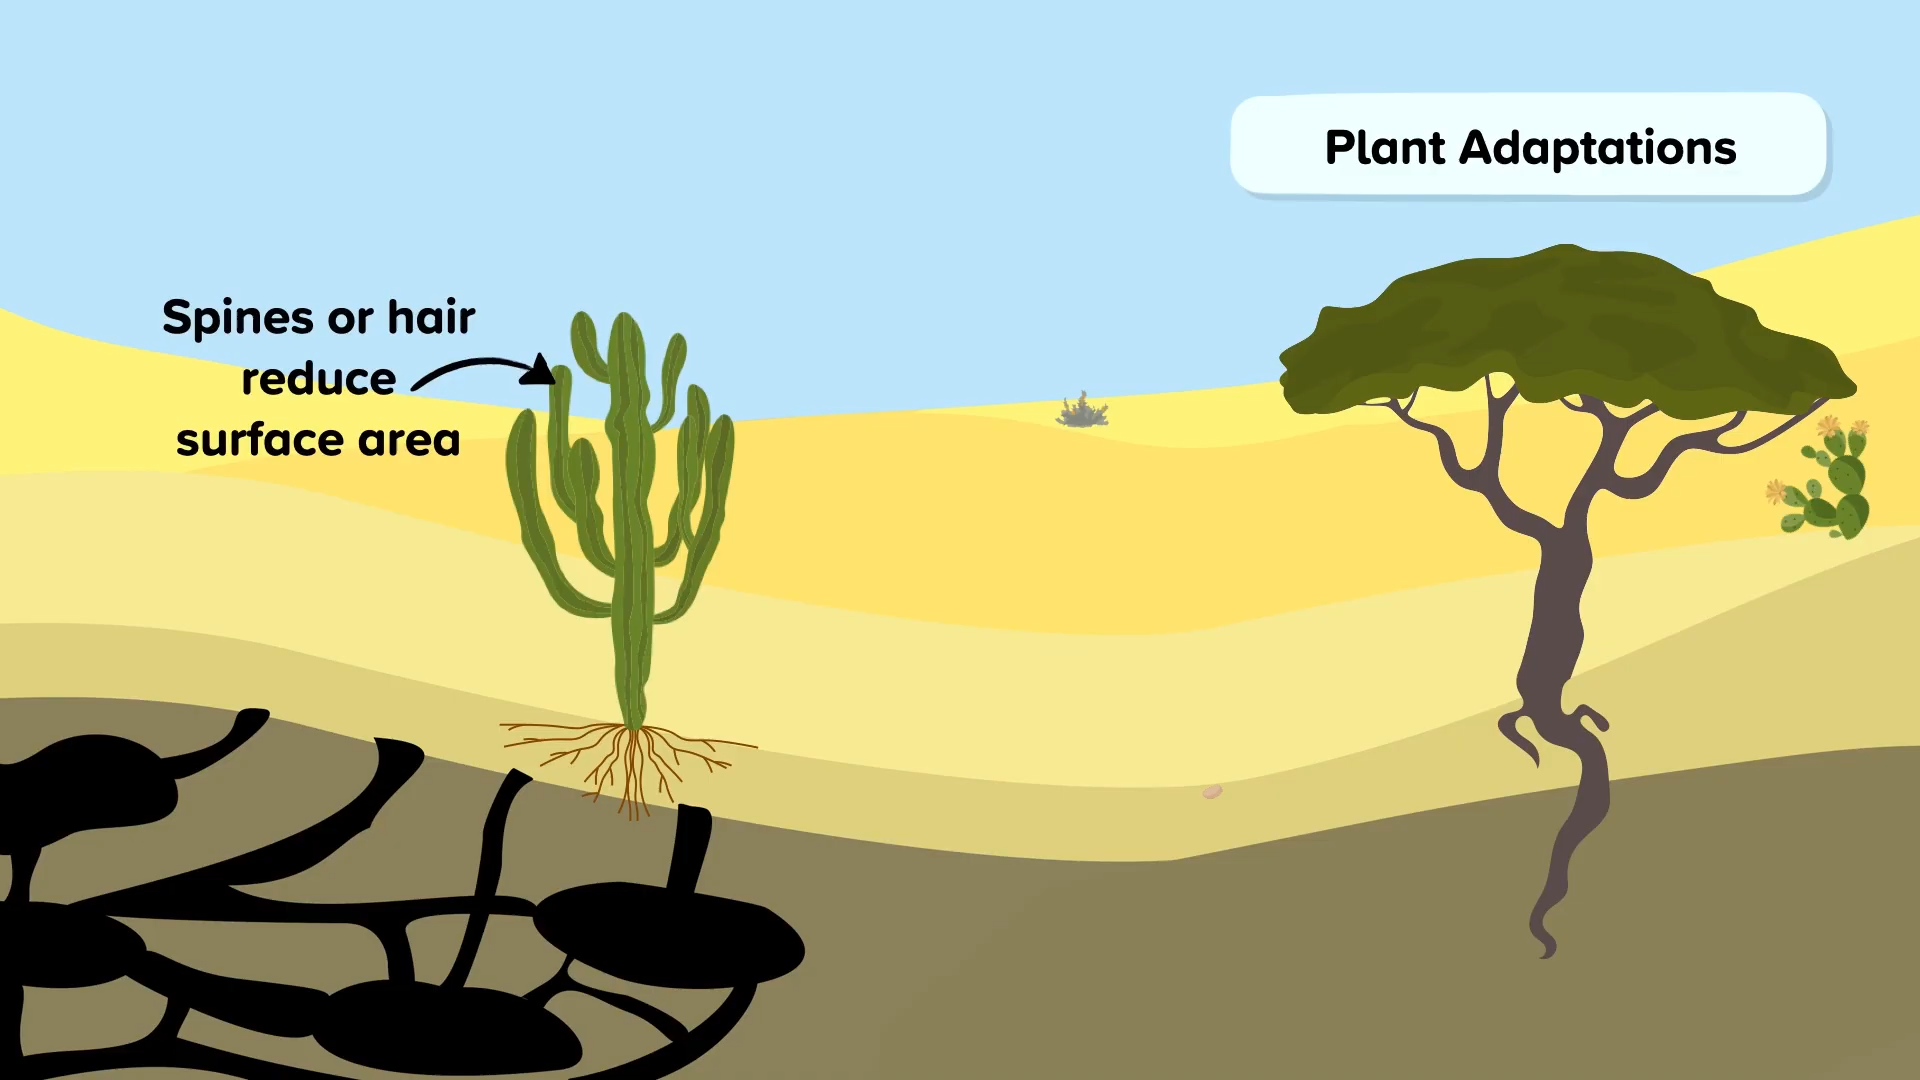 Plant Adaptations
Spines or hair
reduce
surface area